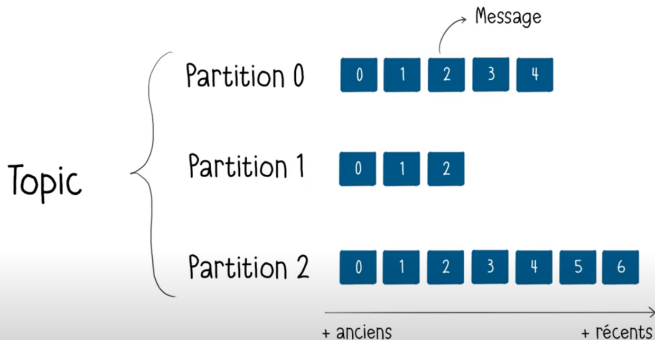 Message
Partition 0 0 1 2 3 4
Topic
Partition 1 0 1 2
Partition 2 0 1 2 3 4 5 6
+ anciens + récents